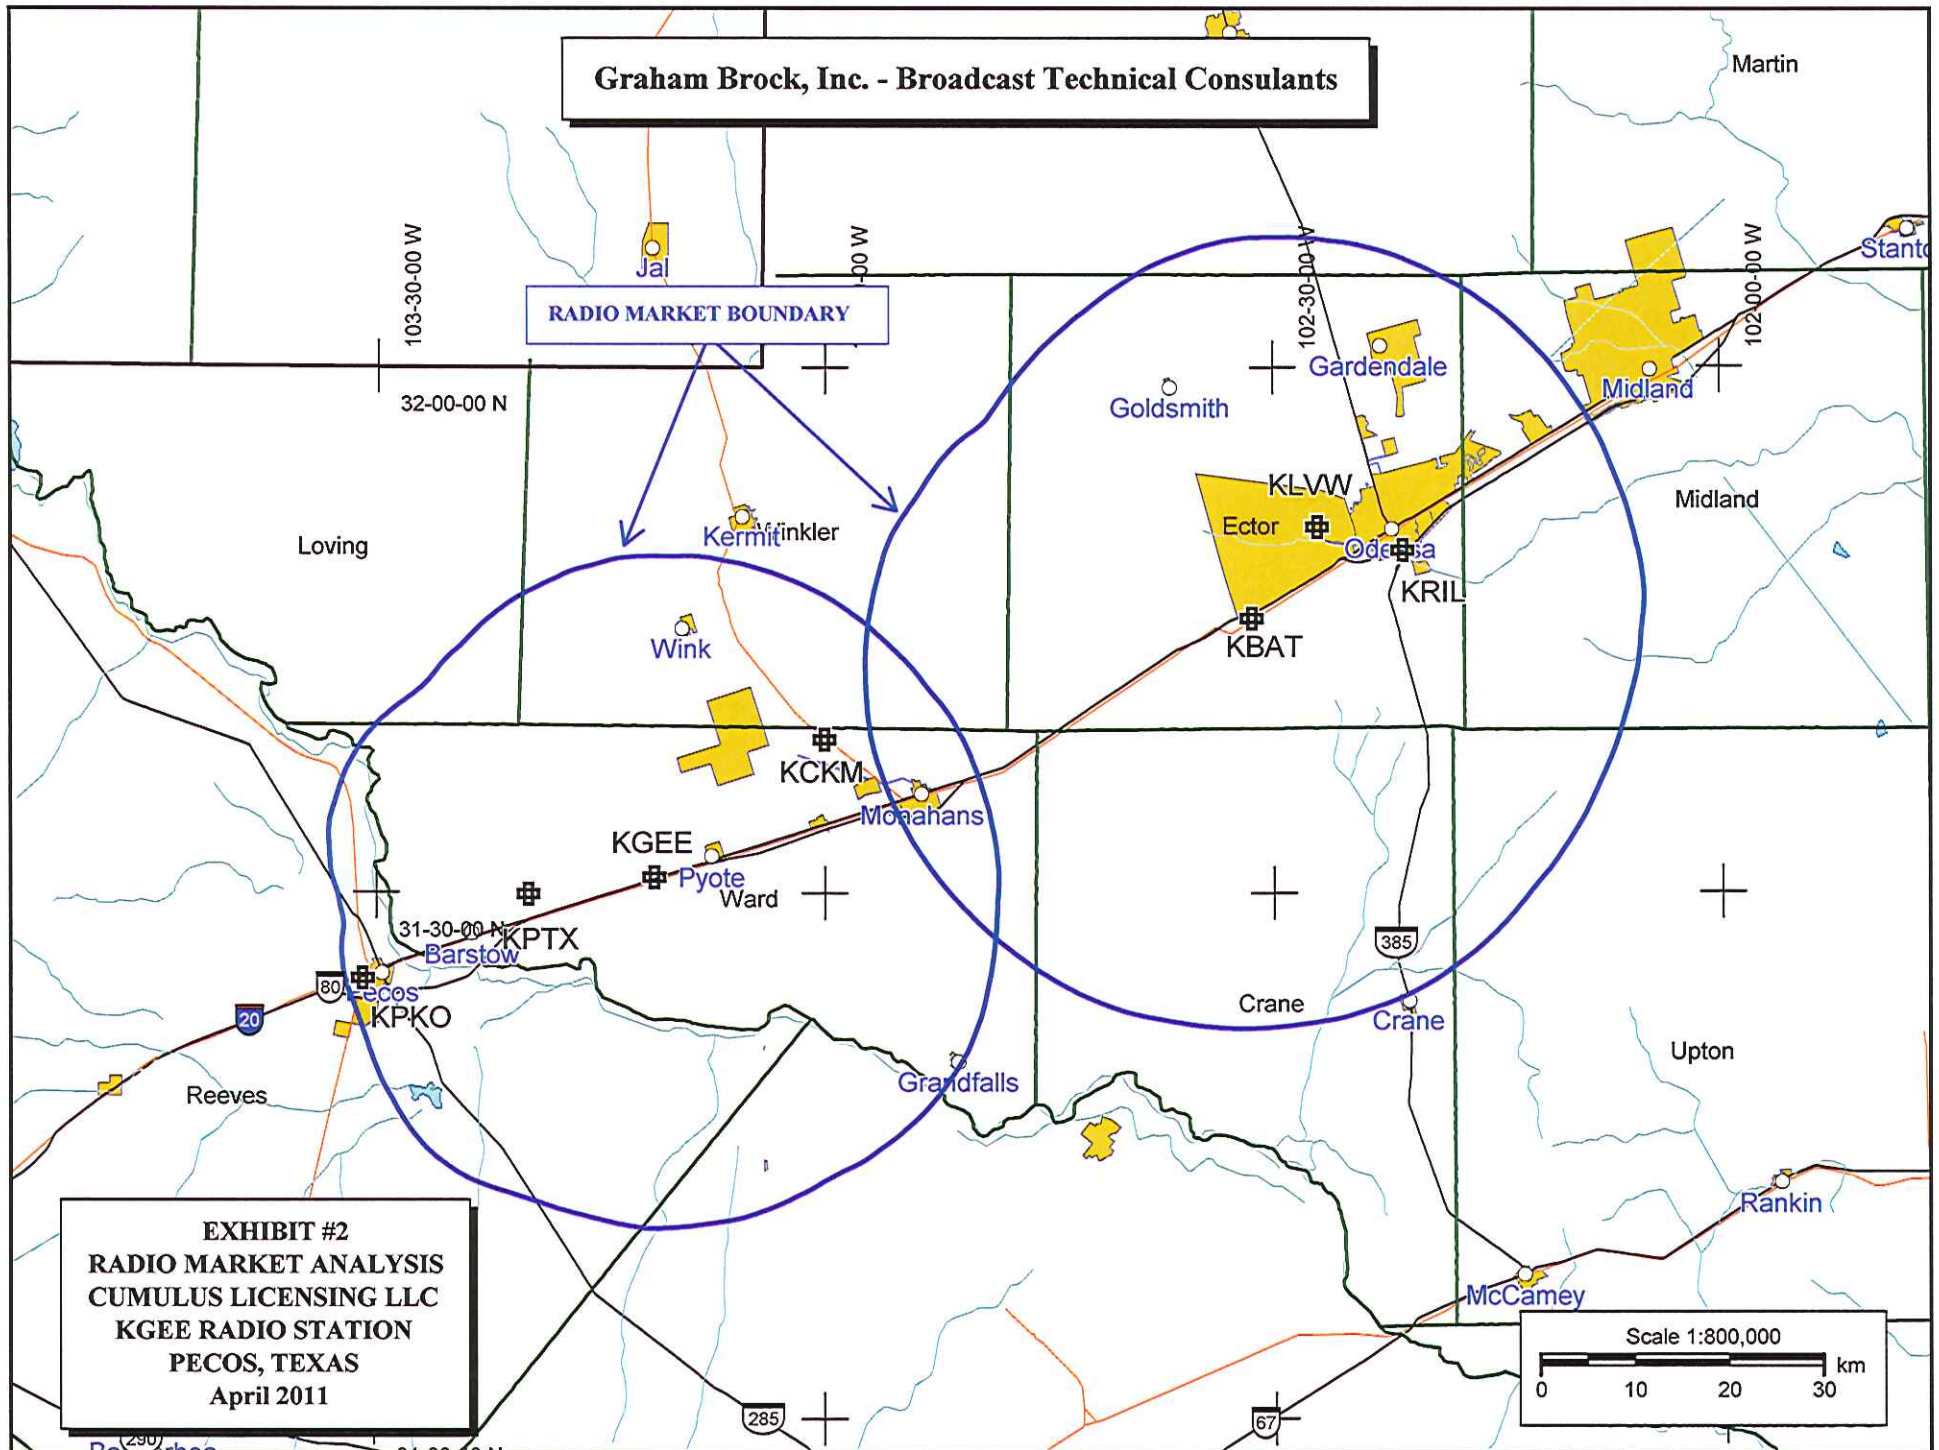 Graham Brock, Inc. - Broadcast Technical Consulants
Martin
Stanto
Jal
103-30-00 W
-00 W
102-30-00 W
102-00-00 W
RADIO MARKET BOUNDARY
32-00-00 N
Gardendale
Goldsmith
Midland
KLVW
Ector
Odessa
KRIL
KBAT
Midland
Loving
Kermit
Winkler
Wink
KCKM
Monahans
KGEE
Pyote
Ward
31-30-00 N
KPTX
Barstow
80
Pecos
KPKO
20
385
Crane
Crane
Grandfalls
Upton
Reeves
Rankin
McCamey
EXHIBIT #2
RADIO MARKET ANALYSIS
CUMULUS LICENSING LLC
KGEE RADIO STATION
PECOS, TEXAS
April 2011
285
67
290
Scale 1:800,000
km
0 10 20 30